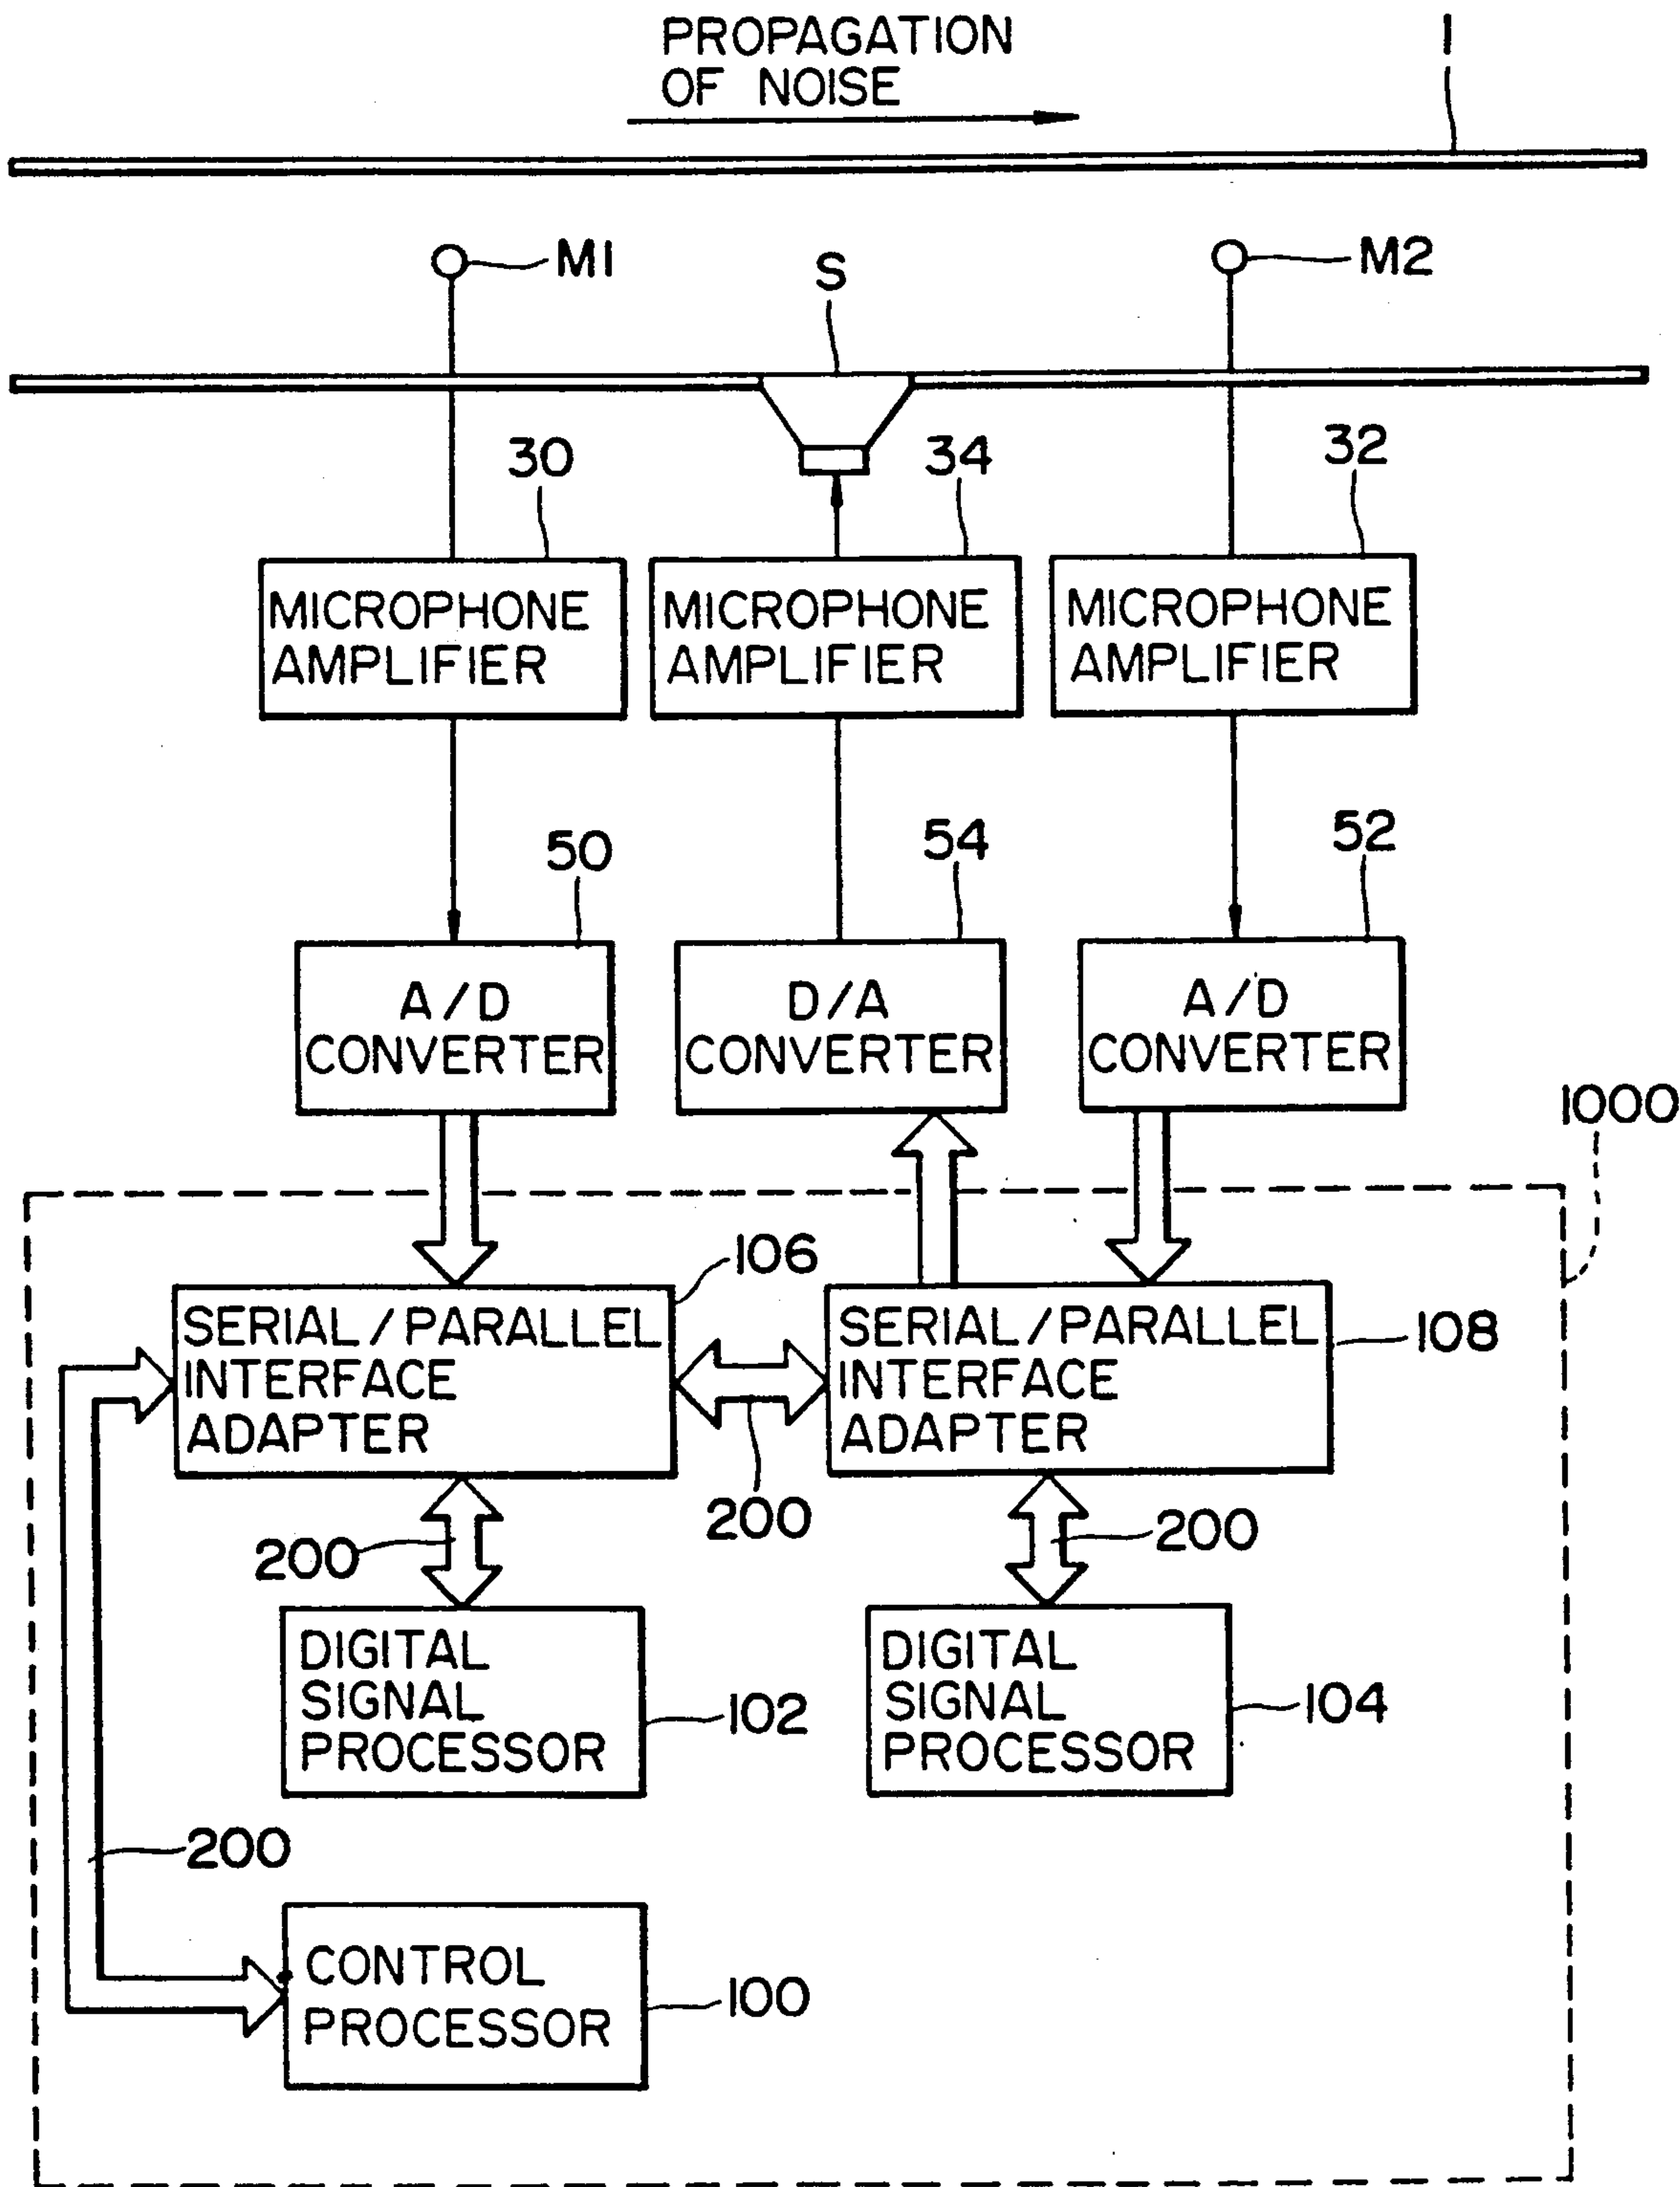 PROPAGATION
OF NOISE
1
M1
S
M2
30
34
32
MICROPHONE
AMPLIFIER
MICROPHONE
AMPLIFIER
MICROPHONE
AMPLIFIER
50
54
52
A/D
CONVERTER
D/A
CONVERTER
A/D
CONVERTER
1000
106
SERIAL/PARALLEL
INTERFACE
ADAPTER
SERIAL/PARALLEL
INTERFACE
ADAPTER
108
200
200
200
DIGITAL
SIGNAL
PROCESSOR
102
DIGITAL
SIGNAL
PROCESSOR
104
200
CONTROL
PROCESSOR
100